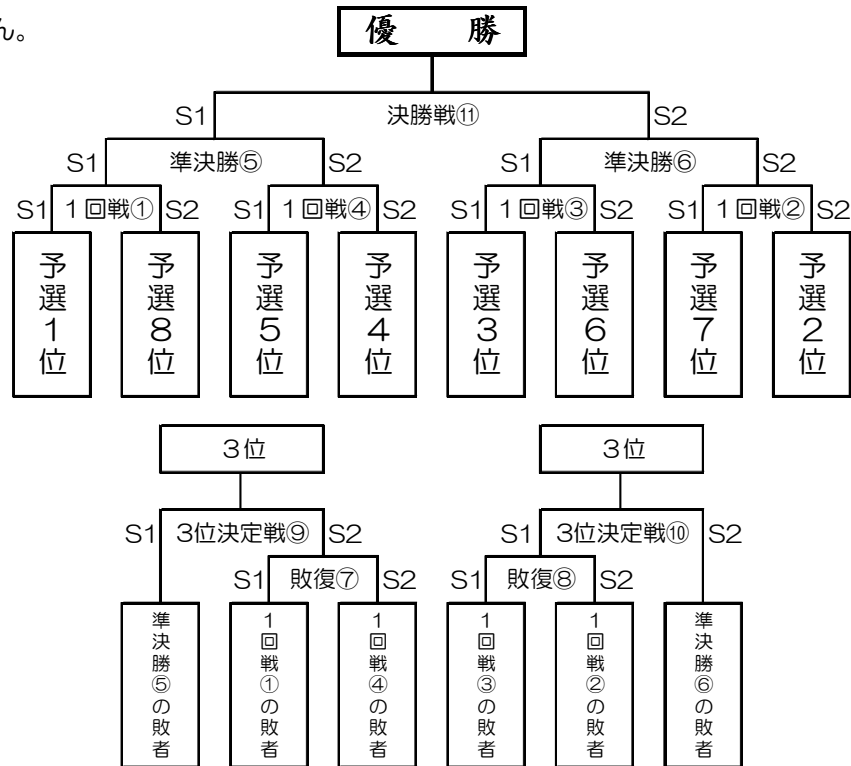 ん。
優 勝
S1 決勝戦⑪ S2
S1 準決勝⑤ S2 S1 準決勝⑥ S2
S1 1回戦① S2 S1 1回戦④ S2 S1 1回戦③ S2 S1 1回戦② S2
予選1位
予選8位
予選5位
予選4位
予選3位
予選6位
予選7位
予選2位
3位 3位
S1 3位決定戦⑨ S2 S1 3位決定戦⑩ S2
S1 敗復⑦ S2 S1 敗復⑧ S2
準決勝⑤の敗者
1回戦①の敗者
1回戦④の敗者
1回戦③の敗者
1回戦②の敗者
準決勝⑥の敗者